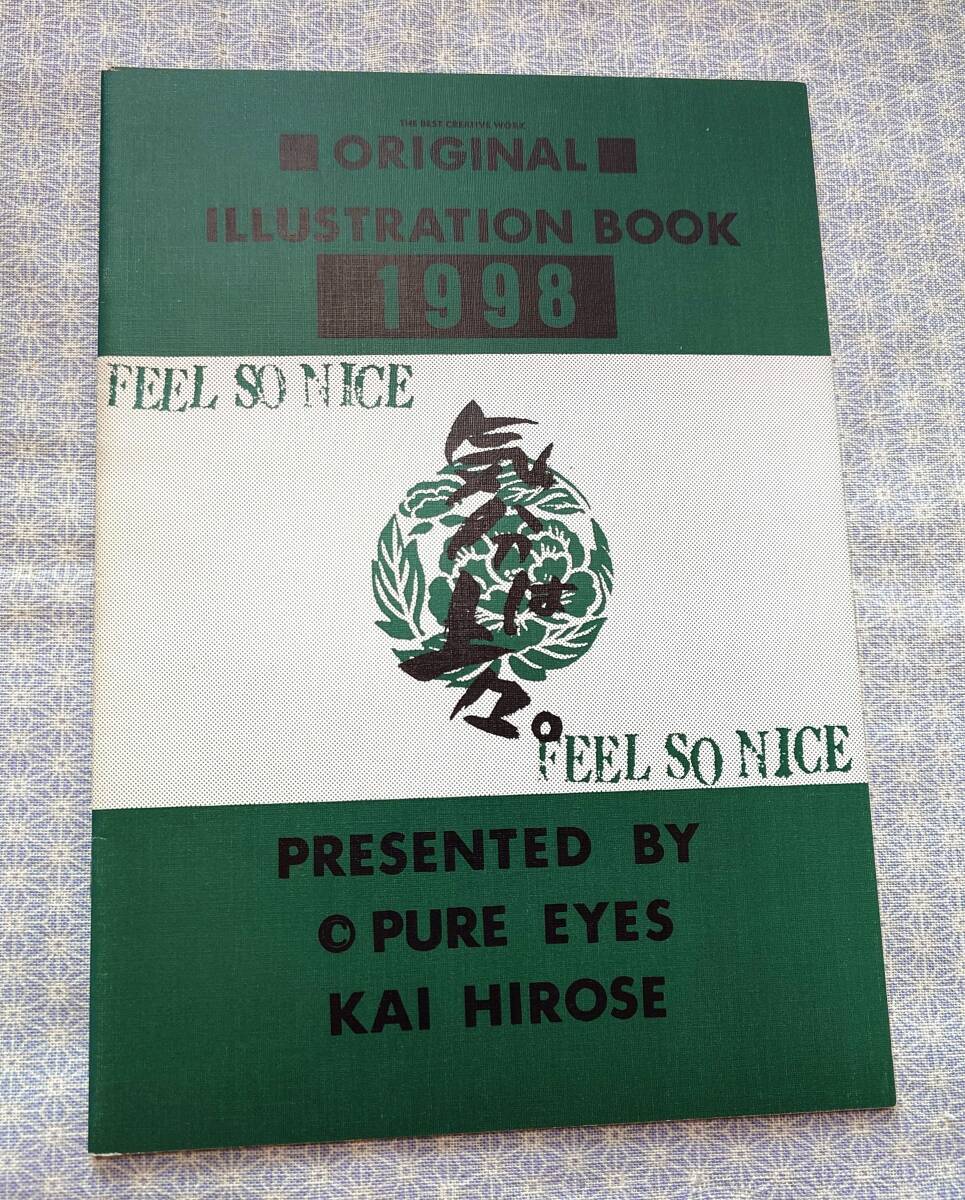 THE BEST CREATIVE WORK
■ ORIGINAL ■
ILLUSTRATION BOOK
1998
FEEL SO NICE
気分は上々。
FEEL SO NICE
PRESENTED BY
© PURE EYES
KAI HIROSE